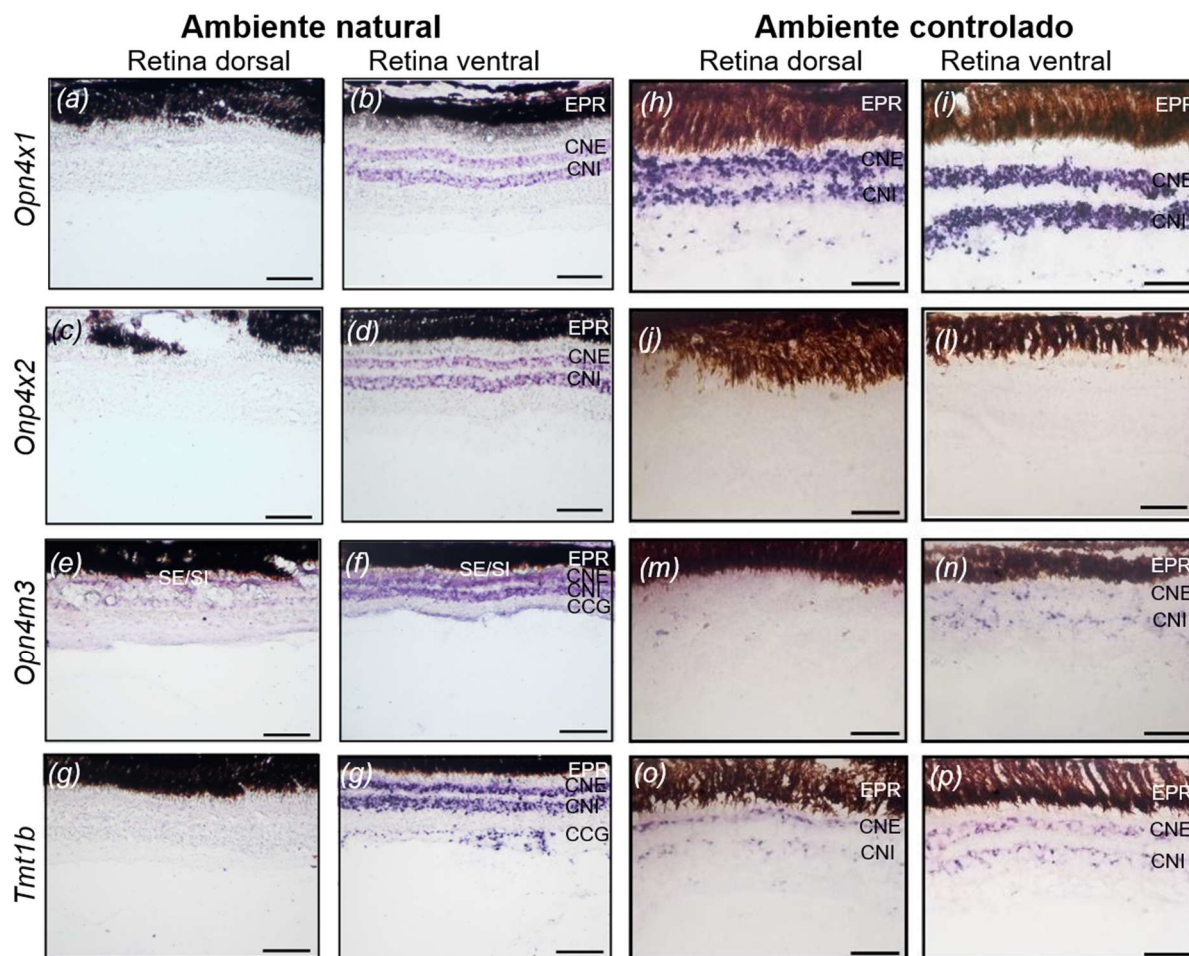 Ambiente natural
Ambiente controlado
Retina dorsal
Retina ventral
Retina dorsal
Retina ventral
Opn4x1
(a)
(b)
EPR
CNE
CNI
(h)
EPR
CNE
CNI
(i)
EPR
CNE
CNI
Onp4x2
(c)
(d)
EPR
CNE
CNI
(j)
(l)
Opn4m3
(e)
SE/SI
(f)
EPR
SE/SI
CNE
CNI
CCG
(m)
(n)
EPR
CNE
CNI
Tmt1b
(g)
(g)
EPR
CNE
CNI
CCG
(o)
EPR
CNE
CNI
(p)
EPR
CNE
CNI